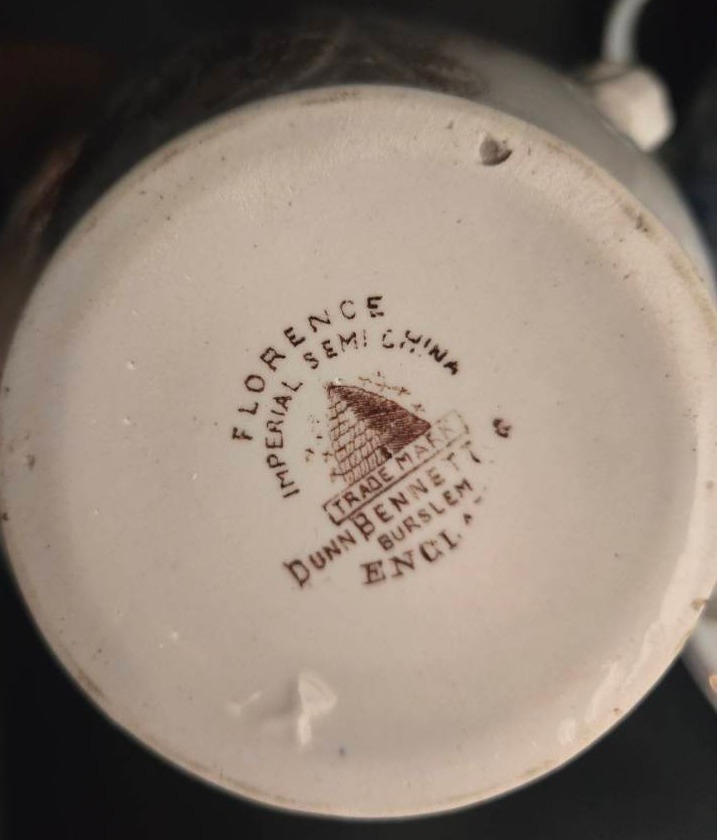 FLORENCE
IMPERIAL SEMI CHINA
TRADE MARK
DUNN BENNETT &
BURSLEM